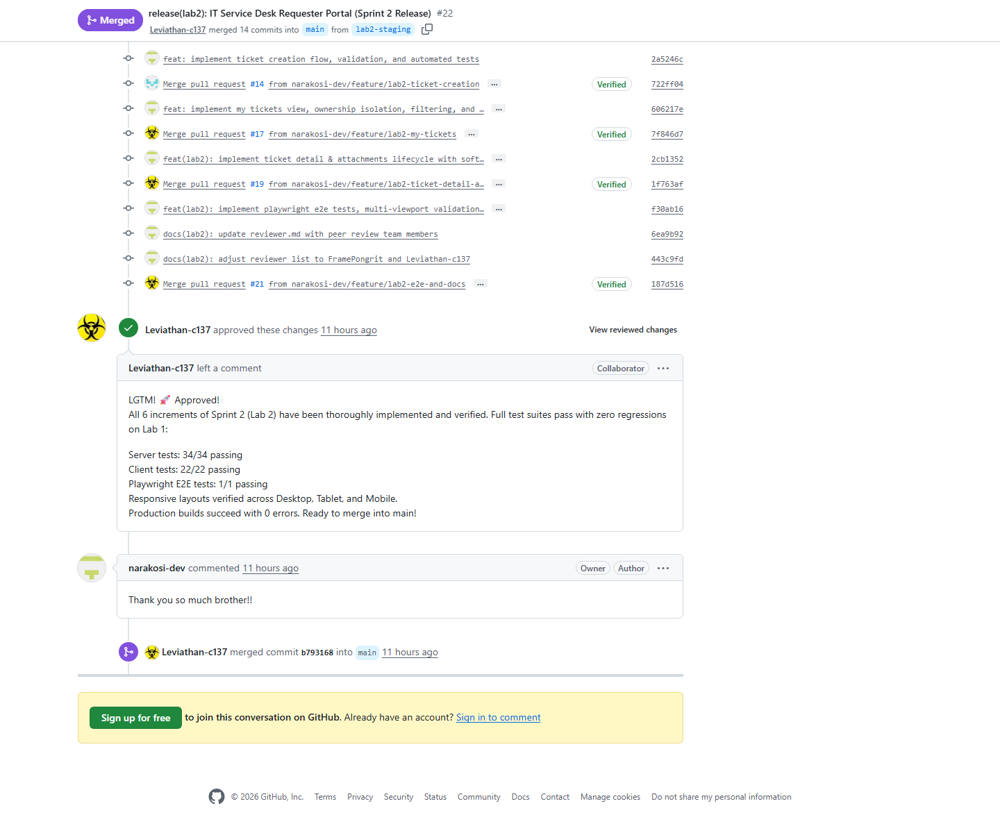 Merged
release(lab2): IT Service Desk Requester Portal (Sprint 2 Release) #22
Leviathan-c137 merged 14 commits into main from lab2-staging
feat: implement ticket creation flow, validation, and automated tests 2a5246c
Merge pull request #14 from narakosi-dev/feature/lab2-ticket-creation … Verified 722ff04
feat: implement my tickets view, ownership isolation, filtering, and … … 606217e
Merge pull request #17 from narakosi-dev/feature/lab2-my-tickets … Verified 7f846d7
feat(lab2): implement ticket detail & attachments lifecycle with soft… … 2cb1352
Merge pull request #19 from narakosi-dev/feature/lab2-ticket-detail-a… … Verified 1f763af
feat(lab2): implement playwright e2e tests, multi-viewport validation… … f30ab16
docs(lab2): update reviewer.md with peer review team members 6ea9b92
docs(lab2): adjust reviewer list to FramePongrit and Leviathan-c137 443c9fd
Merge pull request #21 from narakosi-dev/feature/lab2-e2e-and-docs … Verified 187d516
Leviathan-c137 approved these changes 11 hours ago View reviewed changes
Leviathan-c137 left a comment Collaborator
LGTM! 🚀 Approved!
All 6 increments of Sprint 2 (Lab 2) have been thoroughly implemented and verified. Full test suites pass with zero regressions
on Lab 1:
Server tests: 34/34 passing
Client tests: 22/22 passing
Playwright E2E tests: 1/1 passing
Responsive layouts verified across Desktop, Tablet, and Mobile.
Production builds succeed with 0 errors. Ready to merge into main!
narakosi-dev commented 11 hours ago Owner Author
Thank you so much brother!!
Leviathan-c137 merged commit b793168 into main 11 hours ago
Sign up for free to join this conversation on GitHub. Already have an account? Sign in to comment
© 2026 GitHub, Inc. Terms Privacy Security Status Community Docs Contact Manage cookies Do not share my personal information